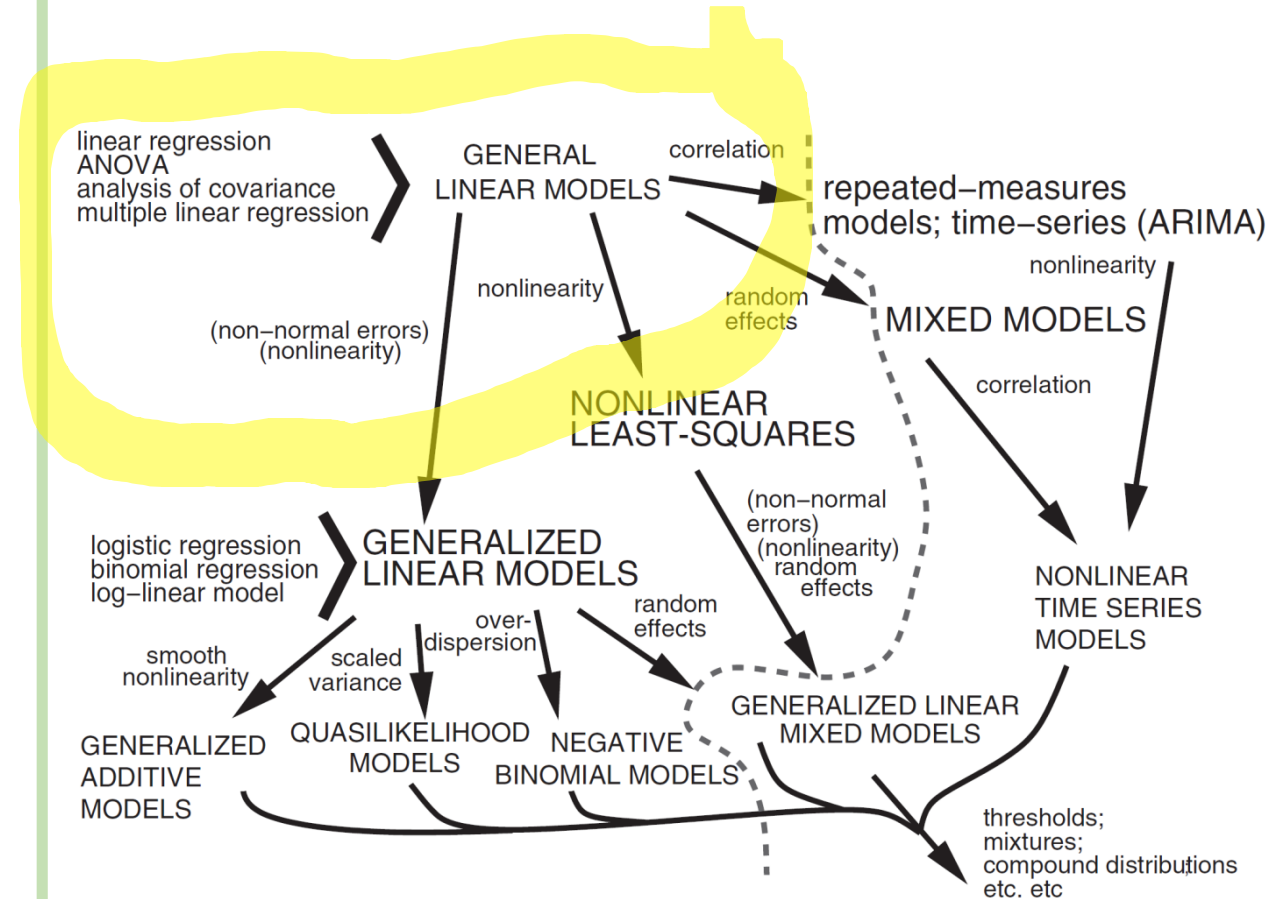 linear regression
ANOVA
analysis of covariance
multiple linear regression
GENERAL
LINEAR MODELS
correlation
repeated−measures
models; time−series (ARIMA)
nonlinearity
nonlinearity
random
effects
MIXED MODELS
(non−normal errors)
(nonlinearity)
correlation
NONLINEAR
LEAST-SQUARES
(non−normal
errors)
(nonlinearity)
random
effects
logistic regression
binomial regression
log−linear model
GENERALIZED
LINEAR MODELS
NONLINEAR
TIME SERIES
MODELS
smooth
nonlinearity
scaled
variance
over-
dispersion
random
effects
GENERALIZED
ADDITIVE
MODELS
QUASILIKELIHOOD
MODELS
NEGATIVE
BINOMIAL MODELS
GENERALIZED LINEAR
MIXED MODELS
thresholds;
mixtures;
compound distributions;
etc. etc